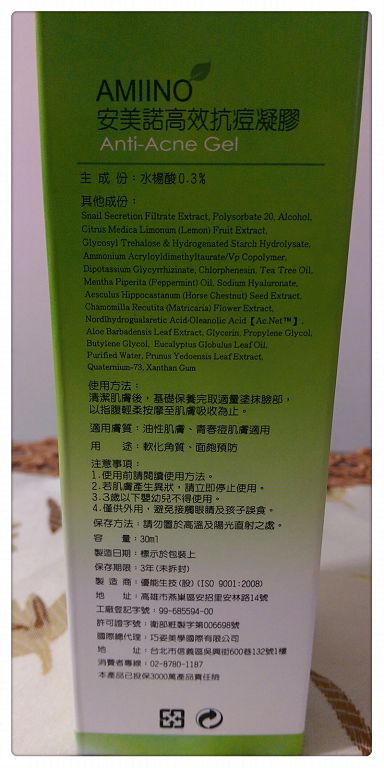 AMIINO
安美諾高效抗痘凝膠
Anti-Acne Gel
主 成 份：水楊酸0.3%
其他成份：
Snail Secretion Filtrate Extract, Polysorbate 20, Alcohol,
Citrus Medica Limonum (Lemon) Fruit Extract,
Glycosyl Trehalose & Hydrogenated Starch Hydrolysate,
Ammonium Acryloyldimethyltaurate/Vp Copolymer,
Dipotassium Glycyrrhizinate, Chlorphenesin, Tea Tree Oil,
Mentha Piperita (Peppermint) Oil, Sodium Hyaluronate,
Aesculus Hippocastanum (Horse Chestnut) Seed Extract,
Chamomilla Recutita (Matricaria) Flower Extract,
Nordihydrogualaretic Acid-Oleanolic Acid【Ac.Net™】,
Aloe Barbadensis Leaf Extract, Glycerin, Propylene Glycol,
Butylene Glycol, Eucalyptus Globulus Leaf Oil,
Purified Water, Prunus Yedoensis Leaf Extract,
Quaternium-73, Xanthan Gum
使用方法：
清潔肌膚後，基礎保養完取適量塗抹臉部，
以指腹輕柔按摩至肌膚吸收為止。
適用膚質：油性肌膚、青春痘肌膚適用
用　　途：軟化角質、面皰預防
注意事項：
1.使用前請閱讀使用方法。
2.若肌膚產生異狀，請立即停止使用。
3.3歲以下嬰幼兒不得使用。
4.僅供外用，避免接觸眼睛及孩子誤食。
保存方法：請勿置於高溫及陽光直射之處。
容　　量：30ml
製造日期：標示於包裝上
保存期限：3年(未拆封)
製 造 商：優能生技(股)(ISO 9001:2008)
地　　址：高雄市燕巢區安招里安林路14號
工廠登記字號：99-685594-00
許可證字號：衛部粧製字第006698號
國際總代理：巧姿美學國際有限公司
地　　址：台北市信義區吳興街600巷132號1樓
消費者專線：02-8780-1187
本產品已投保3000萬產品責任險